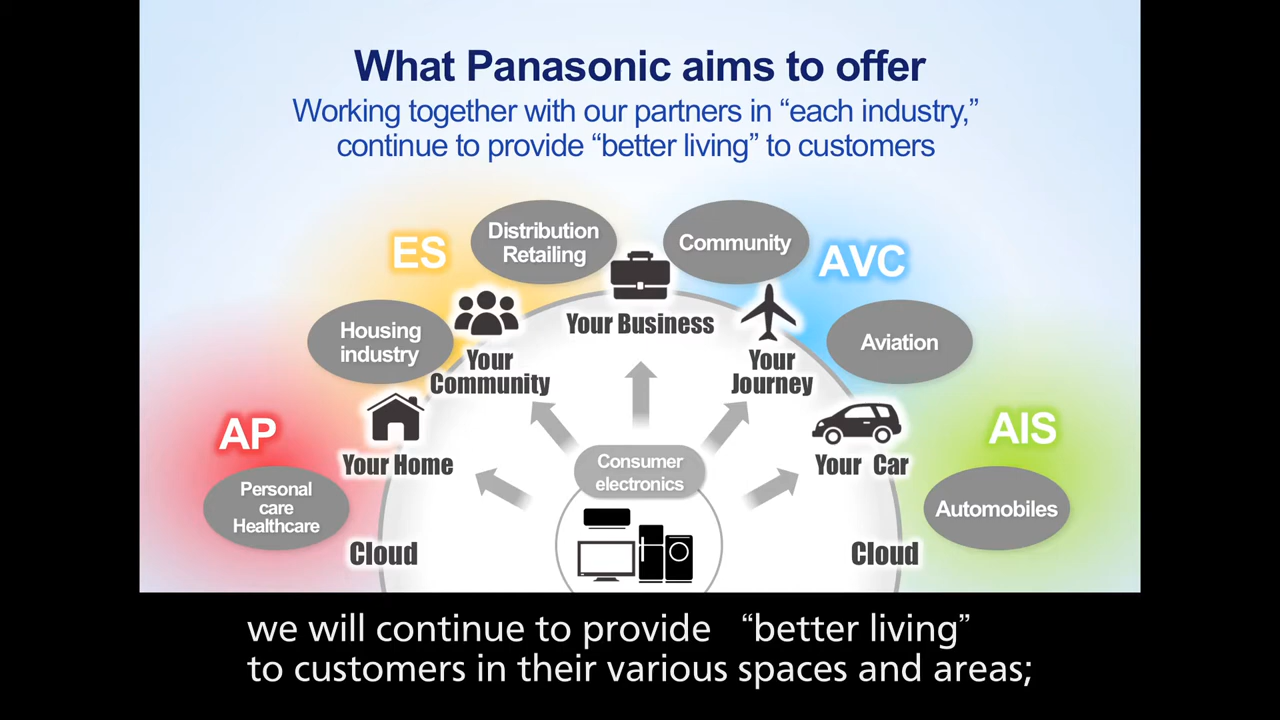 What Panasonic aims to offer
Working together with our partners in “each industry,”
continue to provide “better living” to customers
ES
Distribution
Retailing
Community
AVC
Housing
industry
Your
Community
Your Business
Your
Journey
Aviation
AP
Personal
care
Healthcare
Your Home
Consumer
electronics
Your Car
AIS
Automobiles
Cloud
Cloud
we will continue to provide “better living”
to customers in their various spaces and areas;